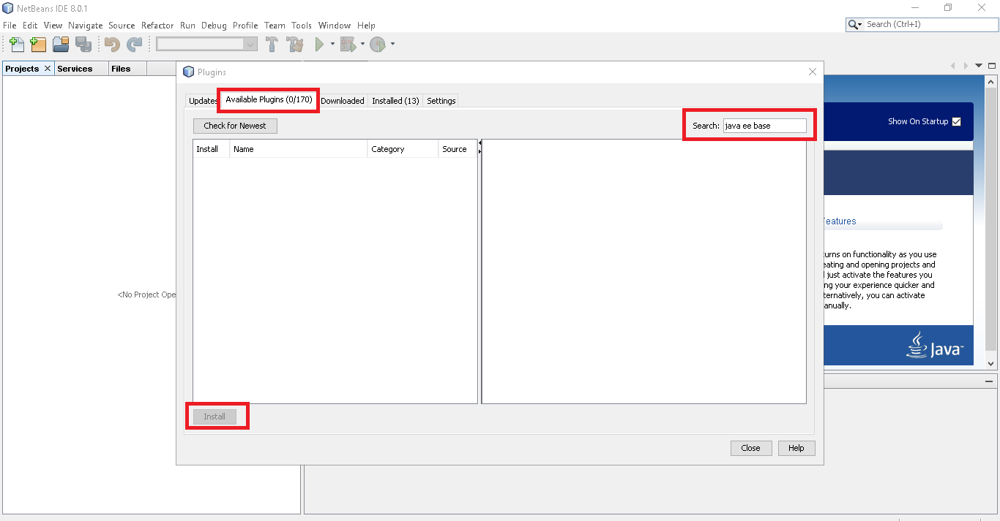 NetBeans IDE 8.0.1
File Edit View Navigate Source Refactor Run Debug Profile Team Tools Window Help
Search (Ctrl+I)
Projects Services Files
<No Project Ope
Plugins
Updates Available Plugins (0/170) Downloaded Installed (13) Settings
Check for Newest
Search: java ee base
Install Name Category Source
Install
Close Help
Show On Startup
Features
urns on functionality as you use
eating and opening projects and
just activate the features you
ng your experience quicker and
ternatively, you can activate
anually.
Java™